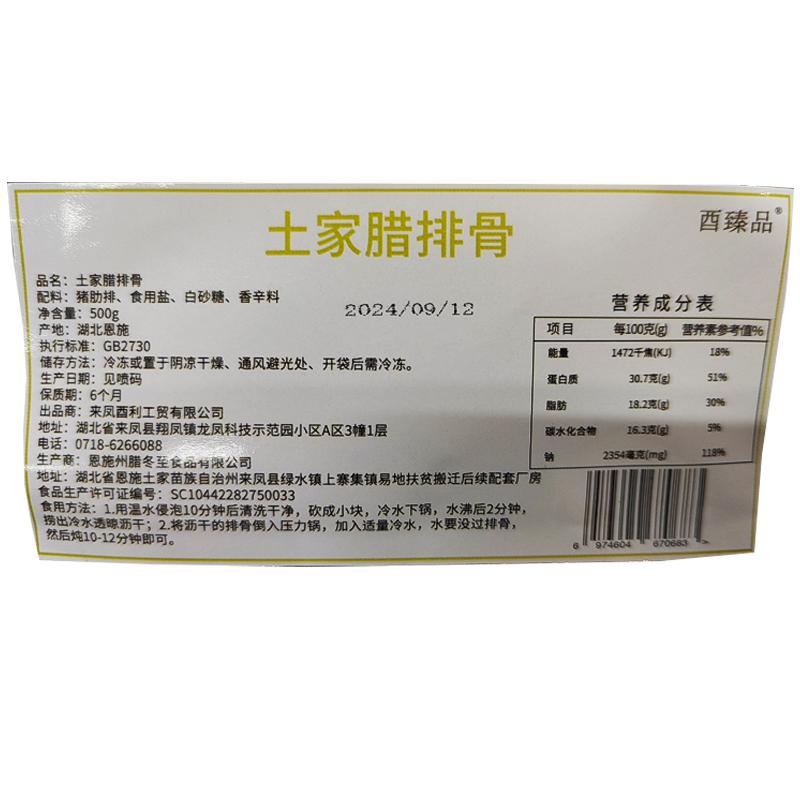 土家腊排骨
酉臻品®
品名：土家腊排骨
配料：猪肋排、食用盐、白砂糖、香辛料
净含量：500g
产地：湖北恩施
执行标准：GB2730
储存方法：冷冻或置于阴凉干燥、通风避光处、开袋后需冷冻。
生产日期：见喷码
保质期：6个月
出品商：来凤酉利工贸有限公司
地址：湖北省来凤县翔凤镇龙凤科技示范园小区A区3幢1层
电话：0718-6266088
生产商：恩施州腊冬至食品有限公司
地址：湖北省恩施土家苗族自治州来凤县绿水镇上寨集镇易地扶贫搬迁后续配套厂房
食品生产许可证编号：SC10442282750033
食用方法：1.用温水侵泡10分钟后清洗干净，砍成小块，冷水下锅，水沸后2分钟，
捞出冷水透晾沥干；2.将沥干的排骨倒入压力锅，加入适量冷水，水要没过排骨，
然后炖10-12分钟即可。
2024/09/12
营养成分表
项目 每100克(g) 营养素参考值%
能量 1472千焦(KJ) 18%
蛋白质 30.7克(g) 51%
脂肪 18.2克(g) 30%
碳水化合物 16.3克(g) 5%
钠 2354毫克(mg) 118%
6 974604 670683 >